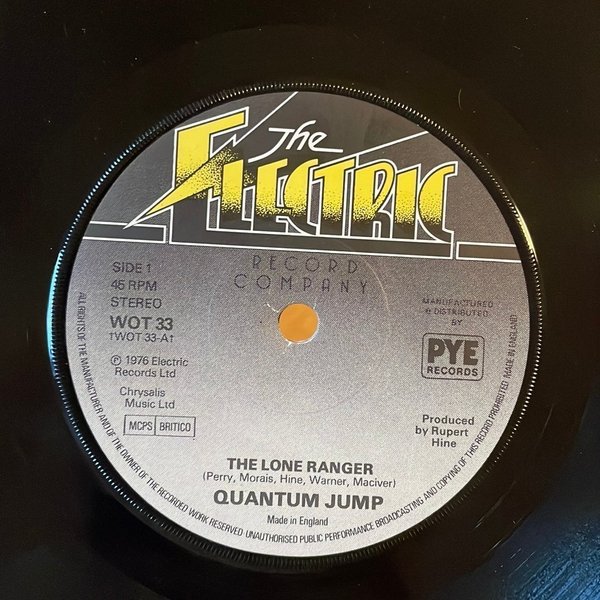 The
ELECTRIC
RECORD
COMPANY
SIDE 1
45 RPM
STEREO
WOT 33
†WOT 33-A†
℗ 1976 Electric
Records Ltd
Chrysalis
Music Ltd
MCPS BRITICO
MANUFACTURED
& DISTRIBUTED
BY
PYE
RECORDS
Produced
by Rupert
Hine
THE LONE RANGER
(Perry, Morais, Hine, Warner, Maciver)
QUANTUM JUMP
Made in England
ALL RIGHTS OF THE MANUFACTURER AND OF THE OWNER OF THE RECORDED WORK RESERVED UNAUTHORISED PUBLIC PERFORMANCE BROADCASTING AND COPYING OF THIS RECORD PROHIBITED MADE IN ENGLAND